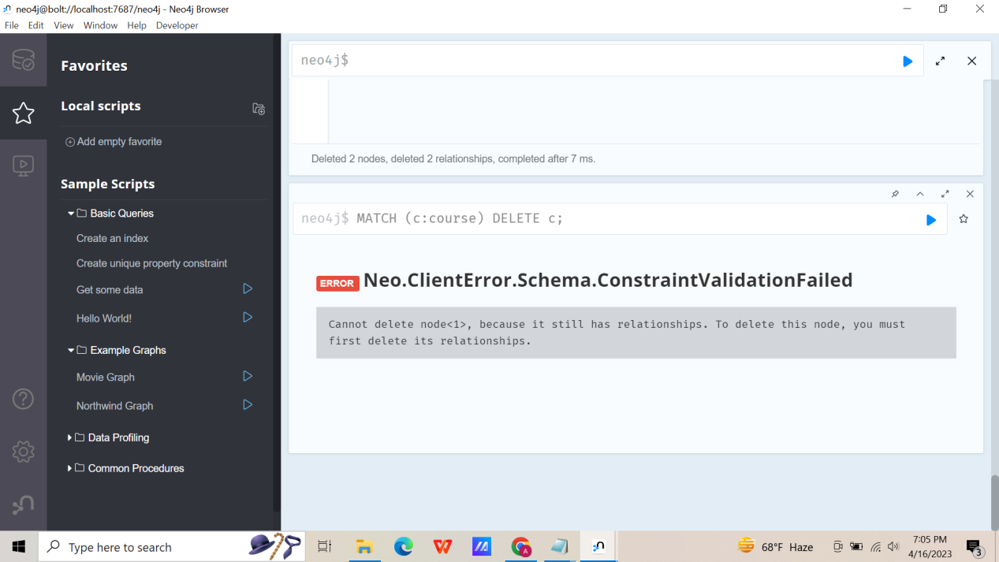 neo4j@bolt://localhost:7687/neo4j - Neo4j Browser
File Edit View Window Help Developer
Favorites
Local scripts
Add empty favorite
Sample Scripts
Basic Queries
Create an index
Create unique property constraint
Get some data
Hello World!
Example Graphs
Movie Graph
Northwind Graph
Data Profiling
Common Procedures
neo4j$
Deleted 2 nodes, deleted 2 relationships, completed after 7 ms.
neo4j$ MATCH (c:course) DELETE c;
ERROR Neo.ClientError.Schema.ConstraintValidationFailed
Cannot delete node<1>, because it still has relationships. To delete this node, you must
first delete its relationships.
Type here to search
68°F Haze
7:05 PM
4/16/2023
3